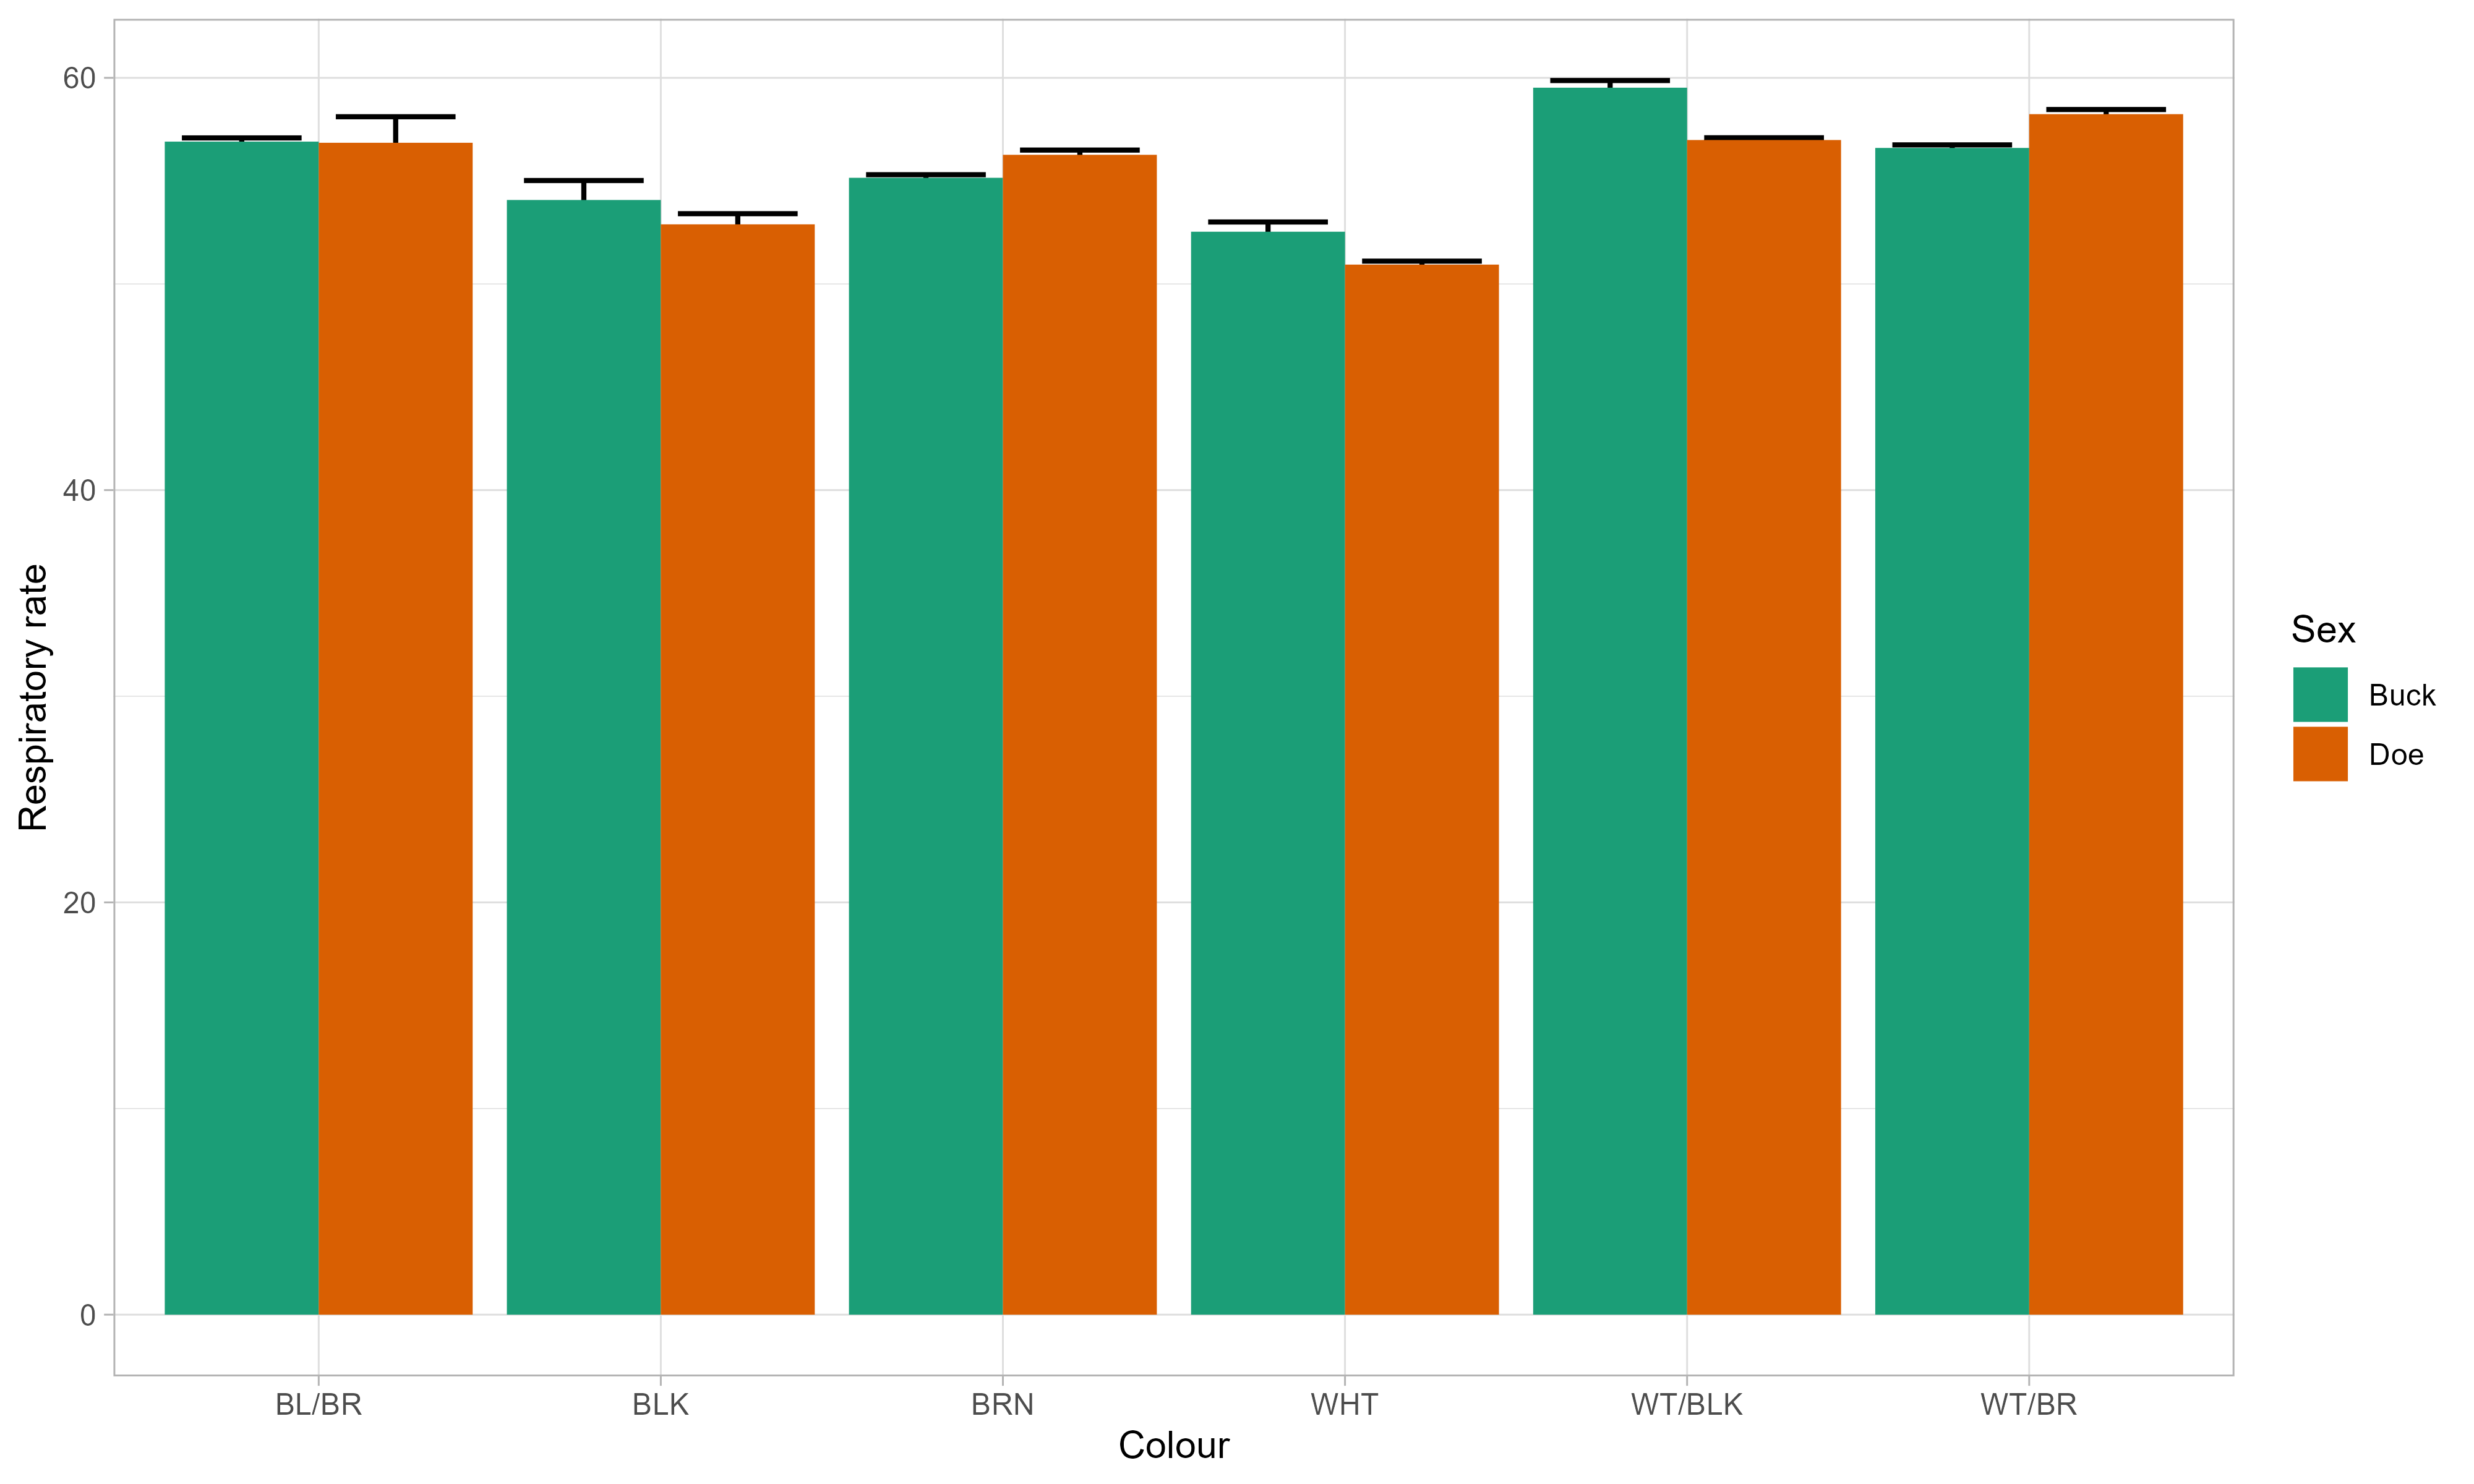 60
40
20
0
Respiratory rate
BL/BR BLK BRN WHT WT/BLK WT/BR
Colour
Sex
Buck
Doe